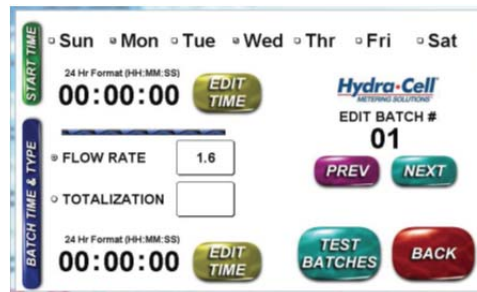 START TIME
Sun Mon Tue Wed Thr Fri Sat
24 Hr Format (HH:MM:SS)
00:00:00
EDIT TIME
Hydra-Cell
METERING SOLUTIONS
EDIT BATCH #
01
PREV NEXT
BATCH TIME & TYPE
FLOW RATE 1.6
TOTALIZATION
24 Hr Format (HH:MM:SS)
00:00:00
EDIT TIME
TEST BATCHES
BACK